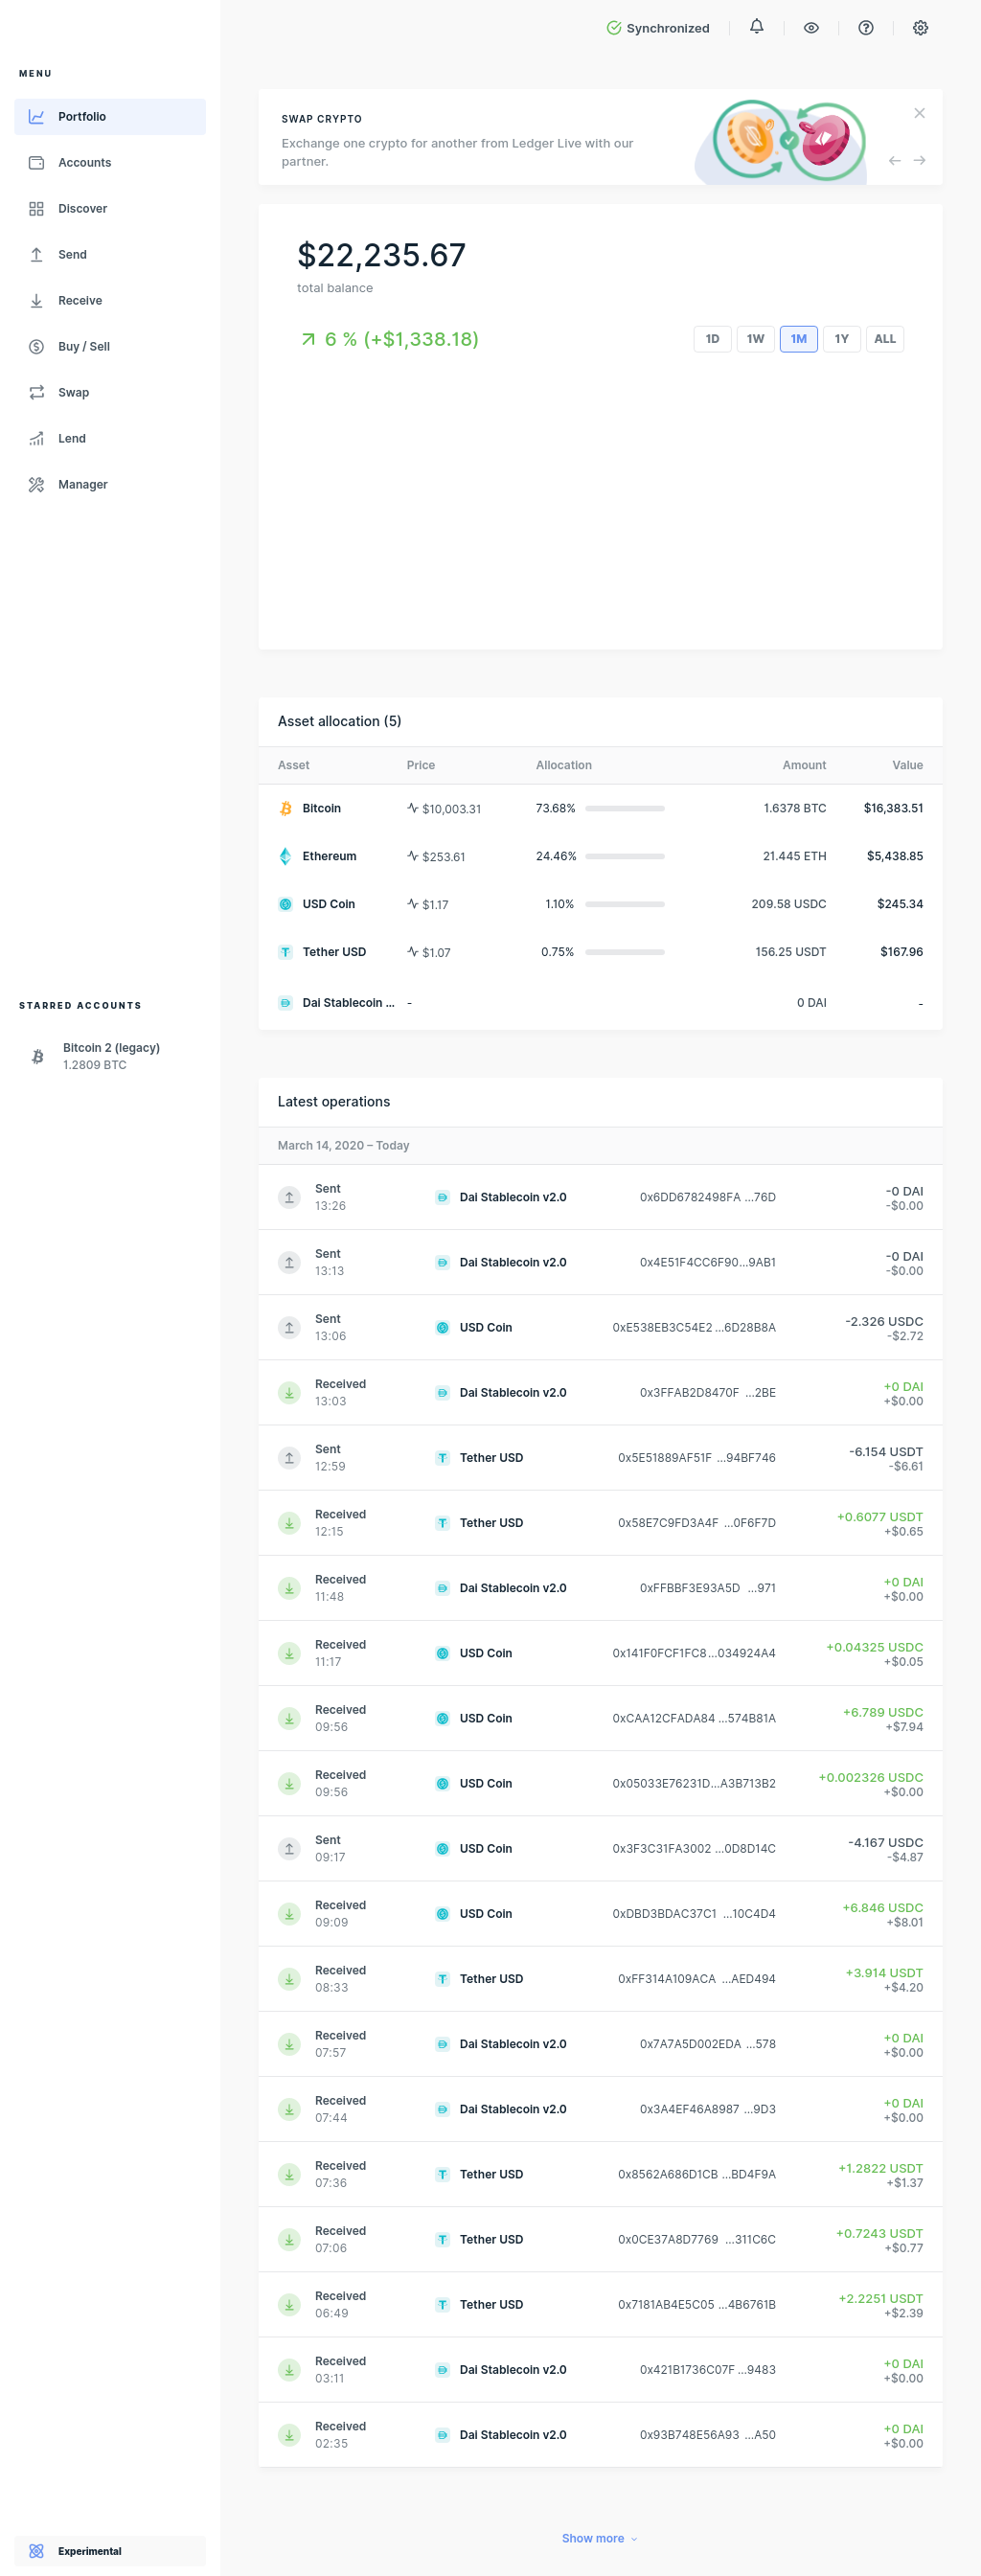 Synchronized
MENU
Portfolio
Accounts
Discover
Send
Receive
Buy / Sell
Swap
Lend
Manager
STARRED ACCOUNTS
Bitcoin 2 (legacy)
1.2809 BTC
Experimental
SWAP CRYPTO
Exchange one crypto for another from Ledger Live with our
partner.
$22,235.67
total balance
6 % (+$1,338.18)
1D 1W 1M 1Y ALL
Asset allocation (5)
Asset Price Allocation Amount Value
Bitcoin $10,003.31 73.68% 1.6378 BTC $16,383.51
Ethereum $253.61 24.46% 21.445 ETH $5,438.85
USD Coin $1.17 1.10% 209.58 USDC $245.34
Tether USD $1.07 0.75% 156.25 USDT $167.96
Dai Stablecoin ... - 0 DAI -
Latest operations
March 14, 2020 – Today
Sent
13:26 Dai Stablecoin v2.0 0x6DD6782498FA ...76D -0 DAI
-$0.00
Sent
13:13 Dai Stablecoin v2.0 0x4E51F4CC6F90...9AB1 -0 DAI
-$0.00
Sent
13:06 USD Coin 0xE538EB3C54E2 ...6D28B8A -2.326 USDC
-$2.72
Received
13:03 Dai Stablecoin v2.0 0x3FFAB2D8470F ...2BE +0 DAI
+$0.00
Sent
12:59 Tether USD 0x5E51889AF51F ...94BF746 -6.154 USDT
-$6.61
Received
12:15 Tether USD 0x58E7C9FD3A4F ...0F6F7D +0.6077 USDT
+$0.65
Received
11:48 Dai Stablecoin v2.0 0xFFBBF3E93A5D ...971 +0 DAI
+$0.00
Received
11:17 USD Coin 0x141F0FCF1FC8...034924A4 +0.04325 USDC
+$0.05
Received
09:56 USD Coin 0xCAA12CFADA84 ...574B81A +6.789 USDC
+$7.94
Received
09:56 USD Coin 0x05033E76231D...A3B713B2 +0.002326 USDC
+$0.00
Sent
09:17 USD Coin 0x3F3C31FA3002 ...0D8D14C -4.167 USDC
-$4.87
Received
09:09 USD Coin 0xDBD3BDAC37C1 ...10C4D4 +6.846 USDC
+$8.01
Received
08:33 Tether USD 0xFF314A109ACA ...AED494 +3.914 USDT
+$4.20
Received
07:57 Dai Stablecoin v2.0 0x7A7A5D002EDA ...578 +0 DAI
+$0.00
Received
07:44 Dai Stablecoin v2.0 0x3A4EF46A8987 ...9D3 +0 DAI
+$0.00
Received
07:36 Tether USD 0x8562A686D1CB ...BD4F9A +1.2822 USDT
+$1.37
Received
07:06 Tether USD 0x0CE37A8D7769 ...311C6C +0.7243 USDT
+$0.77
Received
06:49 Tether USD 0x7181AB4E5C05 ...4B6761B +2.2251 USDT
+$2.39
Received
03:11 Dai Stablecoin v2.0 0x421B1736C07F ...9483 +0 DAI
+$0.00
Received
02:35 Dai Stablecoin v2.0 0x93B748E56A93 ...A50 +0 DAI
+$0.00
Show more